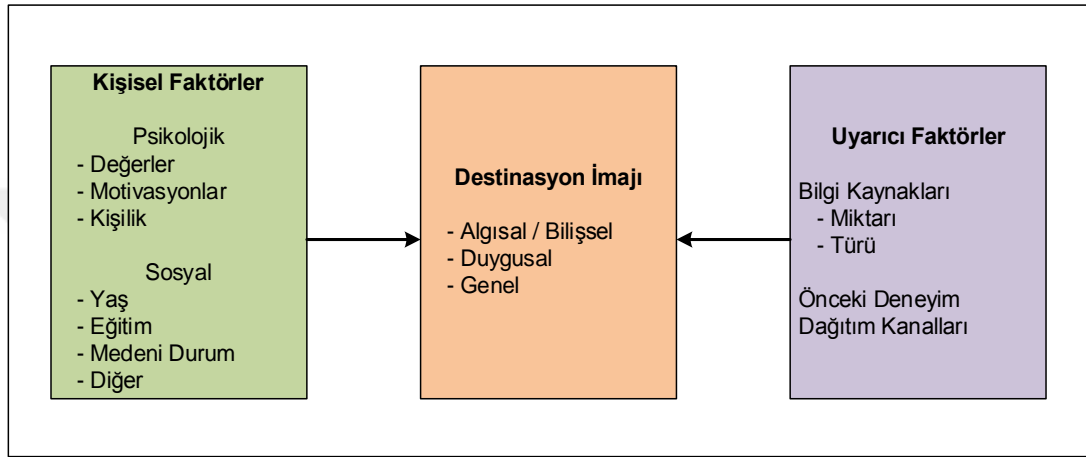 Kişisel Faktörler
Psikolojik
- Değerler
- Motivasyonlar
- Kişilik
Sosyal
- Yaş
- Eğitim
- Medeni Durum
- Diğer
Destinasyon İmajı
- Algısal / Bilişsel
- Duygusal
- Genel
Uyarıcı Faktörler
Bilgi Kaynakları
- Miktarı
- Türü
Önceki Deneyim
Dağıtım Kanalları